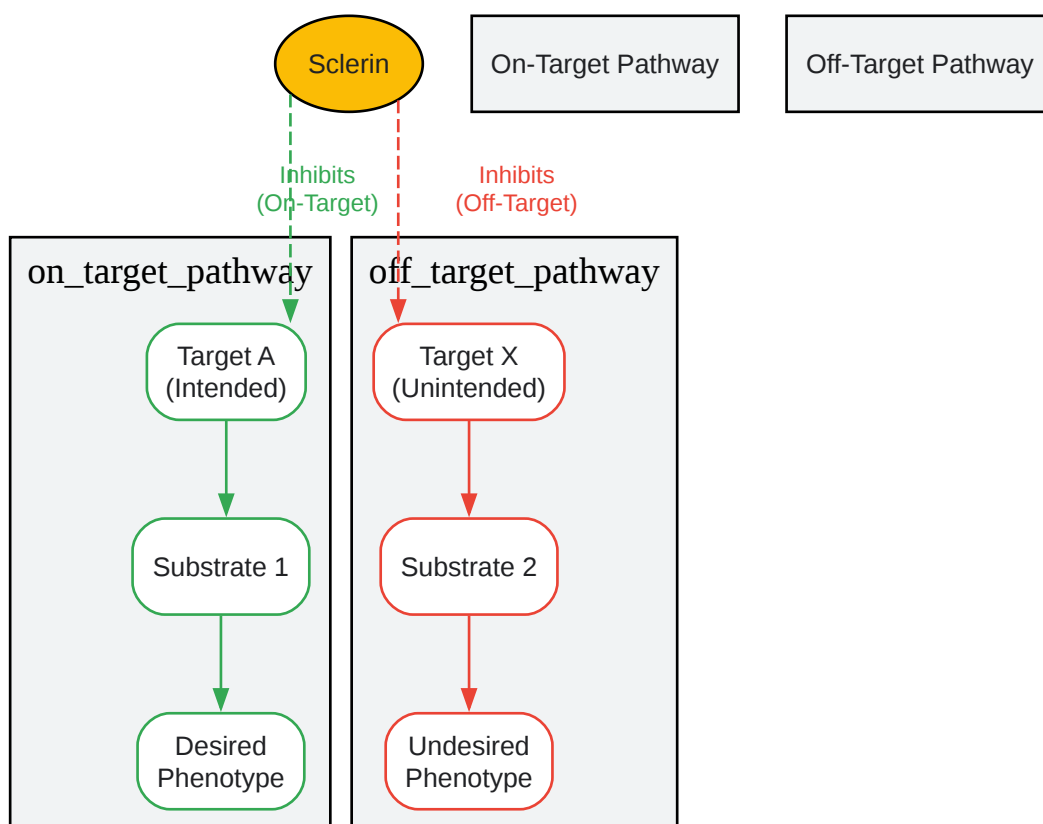 Sclerin
On-Target Pathway
Off-Target Pathway
Inhibits
(On-Target)
Inhibits
(Off-Target)
on_target_pathway
off_target_pathway
Target A
(Intended)
Target X
(Unintended)
Substrate 1
Substrate 2
Desired
Phenotype
Undesired
Phenotype